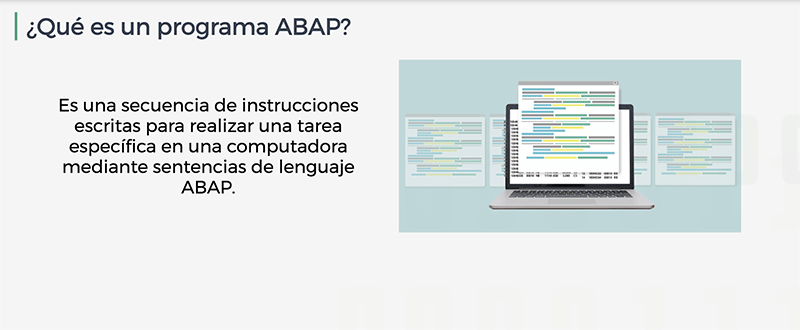 ¿Qué es un programa ABAP?
Es una secuencia de instrucciones
escritas para realizar una tarea
específica en una computadora
mediante sentencias de lenguaje
ABAP.